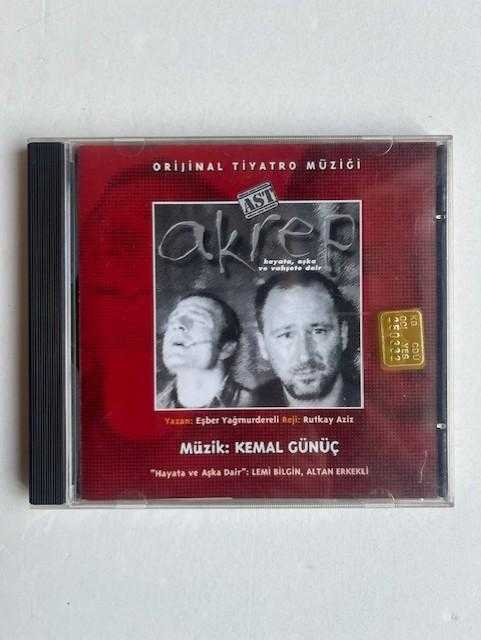 ORİJİNAL TİYATRO MÜZİĞİ
AST
akrep
hayata, aşka
ve vahşete dair
Yazan: Eşber Yağmurdereli Reji: Rutkay Aziz
Müzik: KEMAL GÜNÜÇ
"Hayata ve Aşka Dair": LEMİ BİLGİN, ALTAN ERKEKLİ